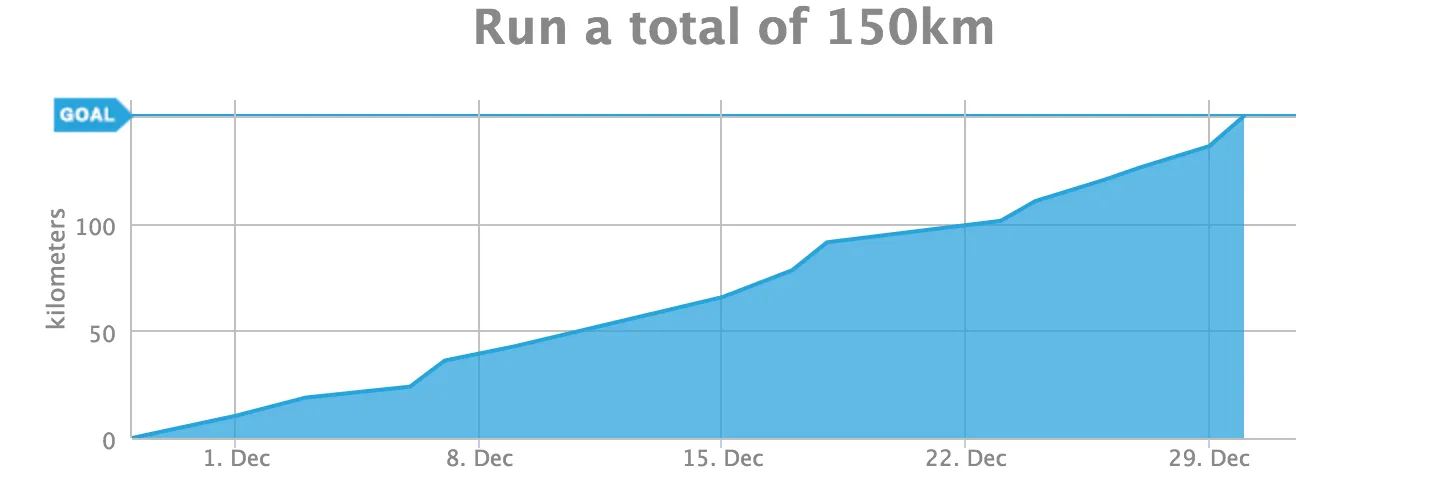 Run a total of 150km
GOAL
kilometers
100
50
0
1. Dec
8. Dec
15. Dec
22. Dec
29. Dec